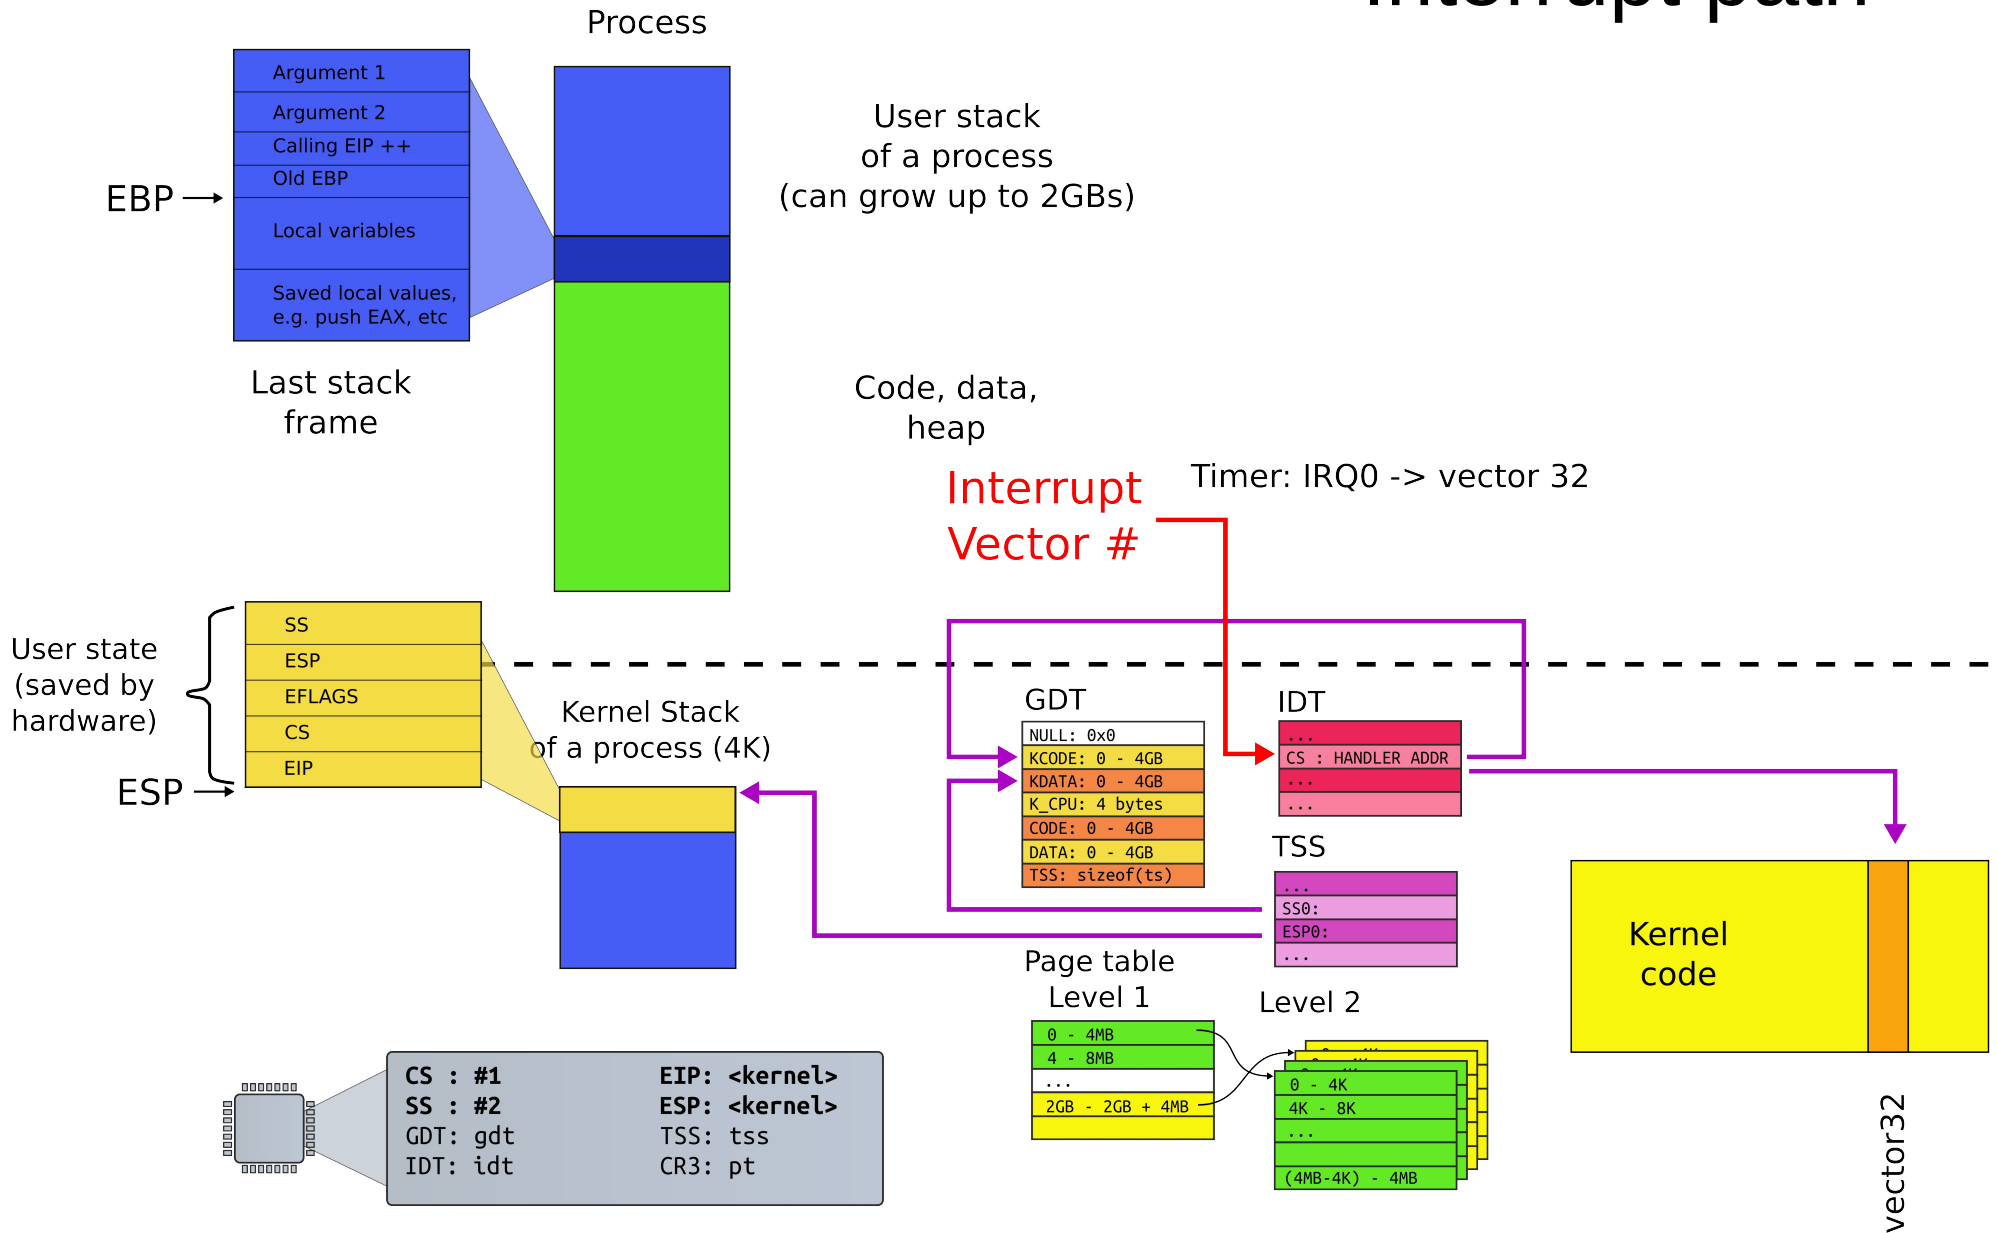 Interrupt path
Process
Argument 1
Argument 2
Calling EIP ++
Old EBP
EBP
Local variables
Saved local values,
e.g. push EAX, etc
Last stack
frame
User stack
of a process
(can grow up to 2GBs)
Code, data,
heap
Interrupt
Vector #
Timer: IRQ0 -> vector 32
User state
(saved by
hardware)
SS
ESP
EFLAGS
CS
EIP
ESP
Kernel Stack
of a process (4K)
GDT
NULL: 0x0
KCODE: 0 - 4GB
KDATA: 0 - 4GB
K_CPU: 4 bytes
CODE: 0 - 4GB
DATA: 0 - 4GB
TSS: sizeof(ts)
IDT
...
CS : HANDLER ADDR
...
...
TSS
...
SS0:
ESP0:
...
Kernel
code
vector32
Page table
Level 1
0 - 4MB
4 - 8MB
...
2GB - 2GB + 4MB
Level 2
0 - 4K
4K - 8K
...
(4MB-4K) - 4MB
CS : #1 EIP: <kernel>
SS : #2 ESP: <kernel>
GDT: gdt TSS: tss
IDT: idt CR3: pt